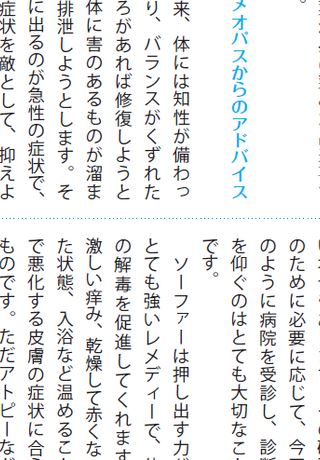 メオパスからのアドバイス
来、体には知性が備わっ
り、バランスがくずれた
ろがあれば修復しようと
体に害のあるものが溜ま
排泄しようとします。そ
に出るのが急性の症状で、
症状を敵として、抑えよ
のために必要に応じて、今
のように病院を受診し、診
を仰ぐのはとても大切なこ
です。
ソーファーは押し出す力が
とても強いレメディーで、
の解毒を促進してくれます
激しい痒み、乾燥して赤くな
た状態、入浴など温めるこ
で悪化する皮膚の症状に合
ものです。ただアトピーな